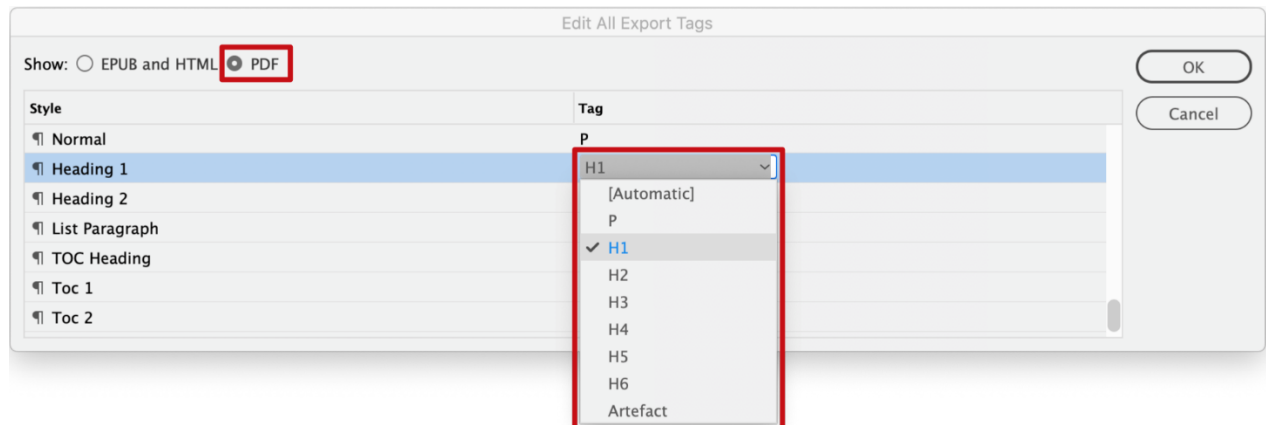 Edit All Export Tags
Show: EPUB and HTML PDF
OK
Style Tag
Cancel
¶ Normal P
¶ Heading 1 H1
[Automatic]
¶ Heading 2
P
¶ List Paragraph
H1
¶ TOC Heading
H2
¶ Toc 1
H3
¶ Toc 2
H4
H5
H6
Artefact